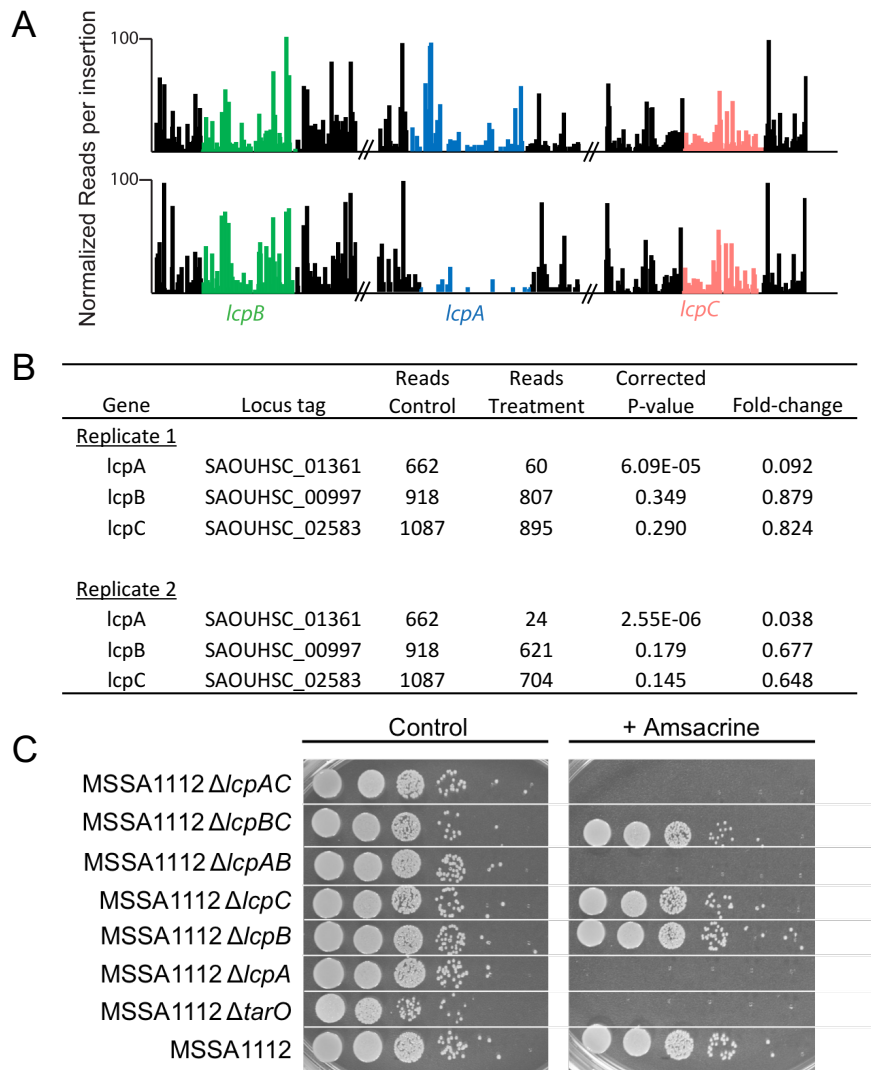 A
Normalized Reads per insertion
100
100
lcpB lcpA lcpC
B
Gene Locus tag Reads Control Reads Treatment Corrected P-value Fold-change
Replicate 1
lcpA SAOUHSC_01361 662 60 6.09E-05 0.092
lcpB SAOUHSC_00997 918 807 0.349 0.879
lcpC SAOUHSC_02583 1087 895 0.290 0.824
Replicate 2
lcpA SAOUHSC_01361 662 24 2.55E-06 0.038
lcpB SAOUHSC_00997 918 621 0.179 0.677
lcpC SAOUHSC_02583 1087 704 0.145 0.648
C
Control + Amsacrine
MSSA1112 ΔlcpAC
MSSA1112 ΔlcpBC
MSSA1112 ΔlcpAB
MSSA1112 ΔlcpC
MSSA1112 ΔlcpB
MSSA1112 ΔlcpA
MSSA1112 ΔtarO
MSSA1112